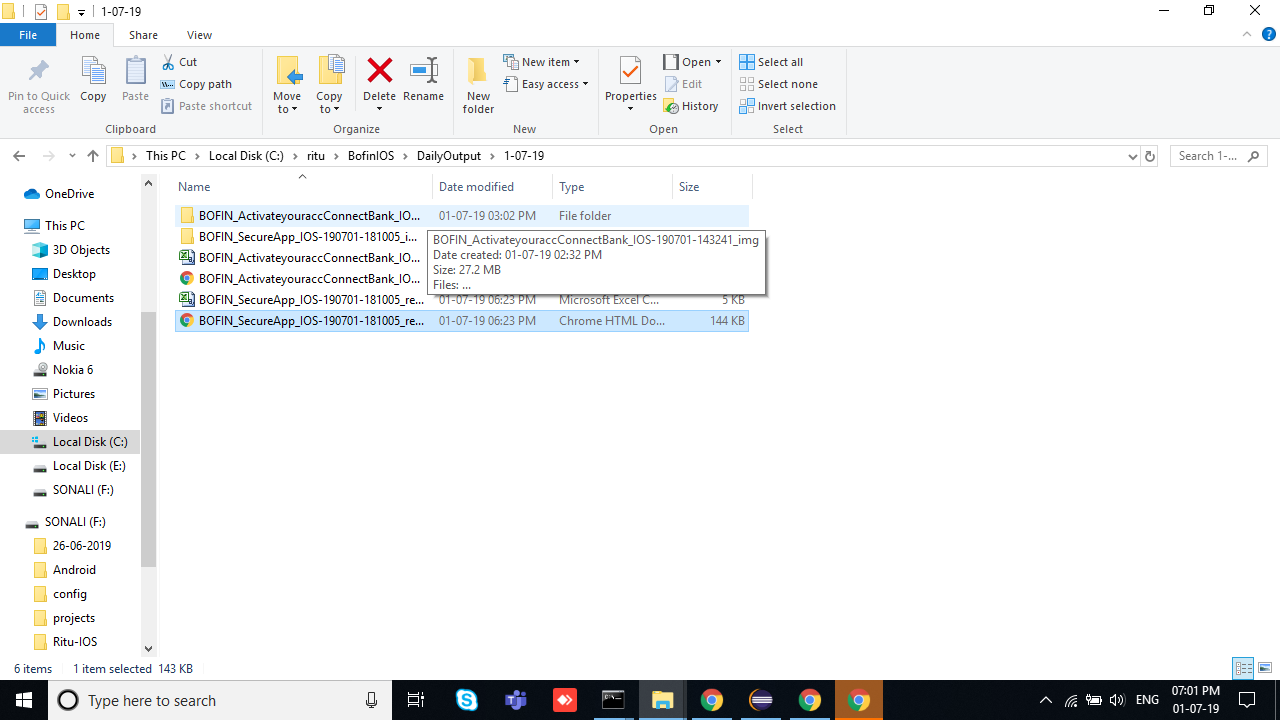 1-07-19
File Home Share View
Pin to Quick access
Copy
Paste
Cut
Copy path
Paste shortcut
Clipboard
Move to
Copy to
Delete
Rename
Organize
New folder
New item
Easy access
New
Properties
Open
Edit
History
Open
Select all
Select none
Invert selection
Select
This PC > Local Disk (C:) > ritu > BofinIOS > DailyOutput > 1-07-19
Search 1-...
OneDrive
This PC
3D Objects
Desktop
Documents
Downloads
Music
Nokia 6
Pictures
Videos
Local Disk (C:)
Local Disk (E:)
SONALI (F:)
SONALI (F:)
26-06-2019
Android
config
projects
Ritu-IOS
Name Date modified Type Size
BOFIN_ActivateyouraccConnectBank_IO... 01-07-19 03:02 PM File folder
BOFIN_SecureApp_IOS-190701-181005_i...
BOFIN_ActivateyouraccConnectBank_IO...
BOFIN_ActivateyouraccConnectBank_IO...
BOFIN_SecureApp_IOS-190701-181005_re... 01-07-19 06:23 PM Microsoft Excel C... 5 KB
BOFIN_SecureApp_IOS-190701-181005_re... 01-07-19 06:23 PM Chrome HTML Do... 144 KB
BOFIN_ActivateyouraccConnectBank_IOS-190701-143241_img
Date created: 01-07-19 02:32 PM
Size: 27.2 MB
Files: ...
6 items 1 item selected 143 KB
Type here to search
ENG
07:01 PM
01-07-19